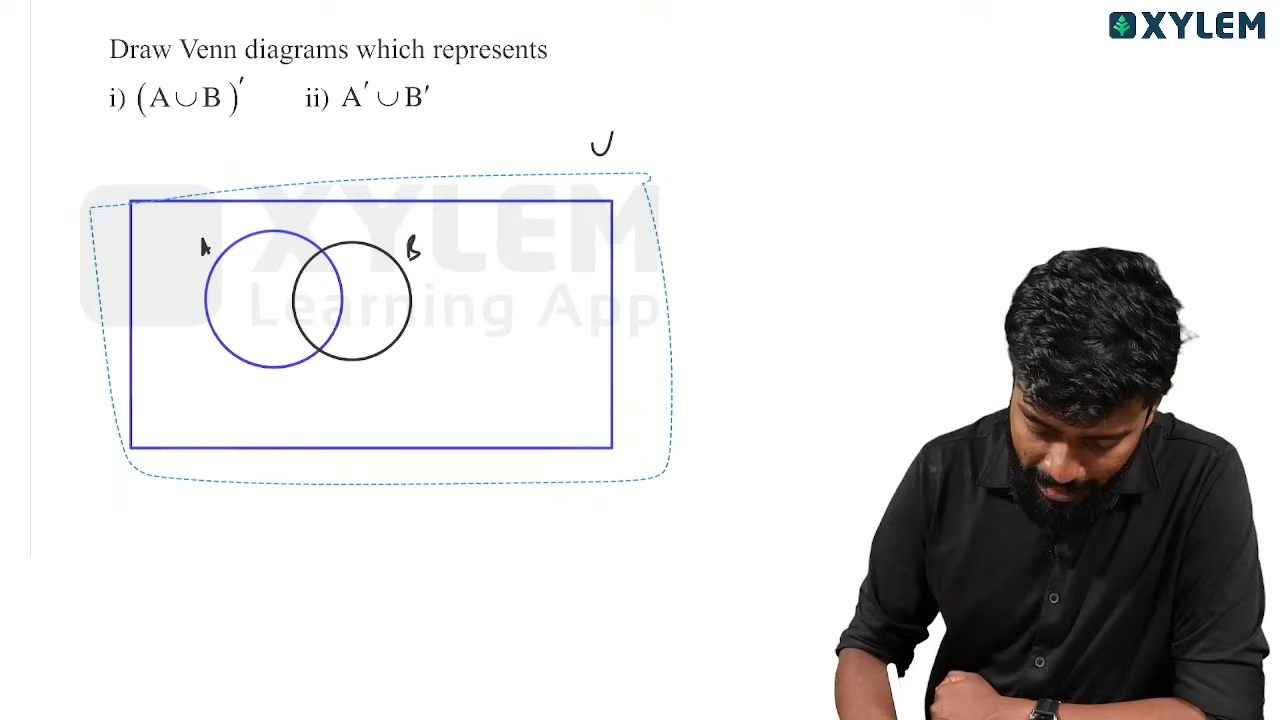 XYLEM
Draw Venn diagrams which represents
i) (A∪B)′ ii) A′ ∪ B′
U
XYLEM
A B
Learning App